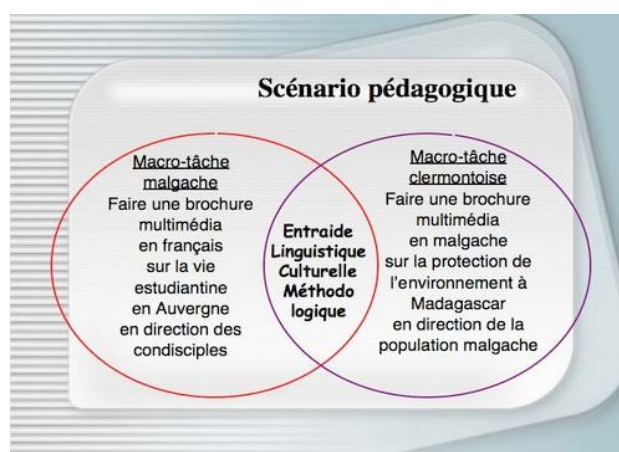 Scénario pédagogique
Macro-tâche
malgache
Faire une brochure
multimédia
en français
sur la vie
estudiantine
en Auvergne
en direction des
condisciples
Entraide
Linguistique
Culturelle
Méthodo
logique
Macro-tâche
clermontoise
Faire une brochure
multimédia
en malgache
sur la protection de
l'environnement à
Madagascar
en direction de la
population malgache